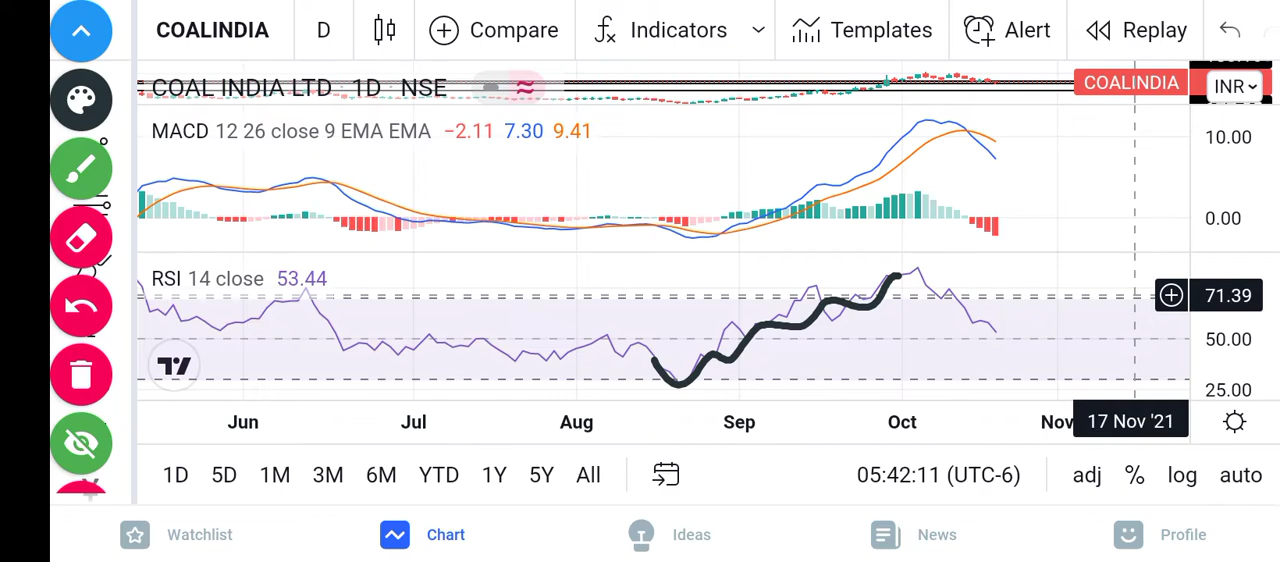 COALINDIA D Compare Indicators Templates Alert Replay
COAL INDIA LTD · 1D · NSE
COALINDIA INR
MACD 12 26 close 9 EMA EMA −2.11 7.30 9.41
10.00
0.00
RSI 14 close 53.44
71.39
50.00
25.00
Jun Jul Aug Sep Oct Nov 17 Nov '21
1D 5D 1M 3M 6M YTD 1Y 5Y All 05:42:11 (UTC-6) adj % log auto
Watchlist Chart Ideas News Profile